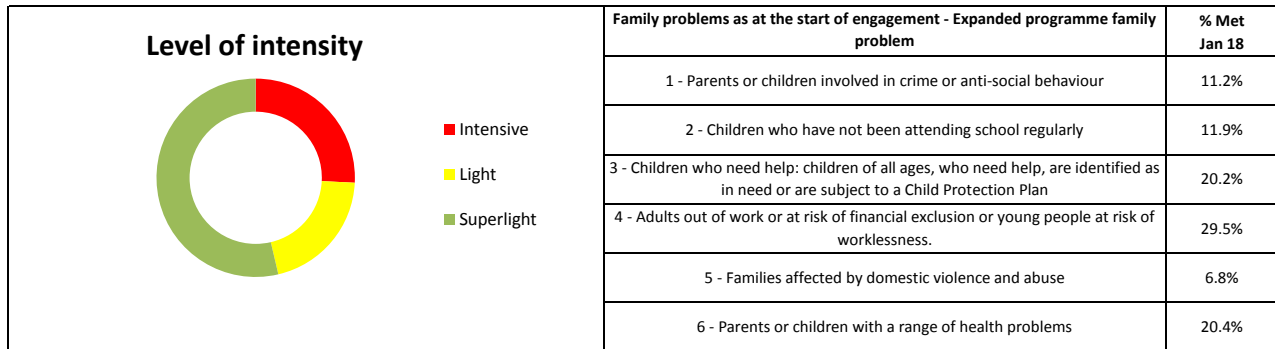 Level of intensity
Intensive
Light
Superlight
Family problems as at the start of engagement - Expanded programme family
problem
% Met
Jan 18
1 - Parents or children involved in crime or anti-social behaviour
11.2%
2 - Children who have not been attending school regularly
11.9%
3 - Children who need help: children of all ages, who need help, are identified as
in need or are subject to a Child Protection Plan
20.2%
4 - Adults out of work or at risk of financial exclusion or young people at risk of
worklessness.
29.5%
5 - Families affected by domestic violence and abuse
6.8%
6 - Parents or children with a range of health problems
20.4%